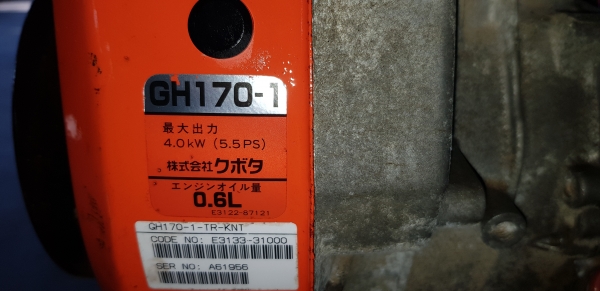 GH170-1
最大出力
4.0kW (5.5PS)
株式会社クボタ
エンジンオイル量
0.6L
E3122-87121
GH170-1-TR-KNT
CODE NO: E3133-31000
SER NO: A61956